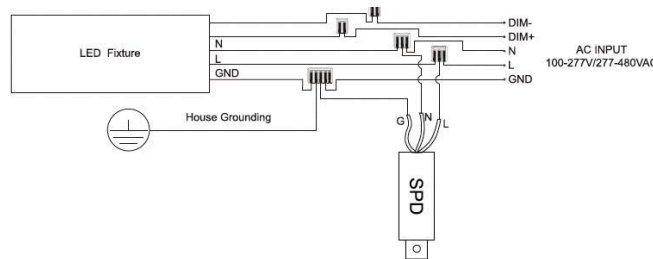 DIM-
DIM+
N
N
LED Fixture
AC INPUT
L
L
100-277V/277-480VAC
GND
GND
House Grounding
G
N
L
SPD